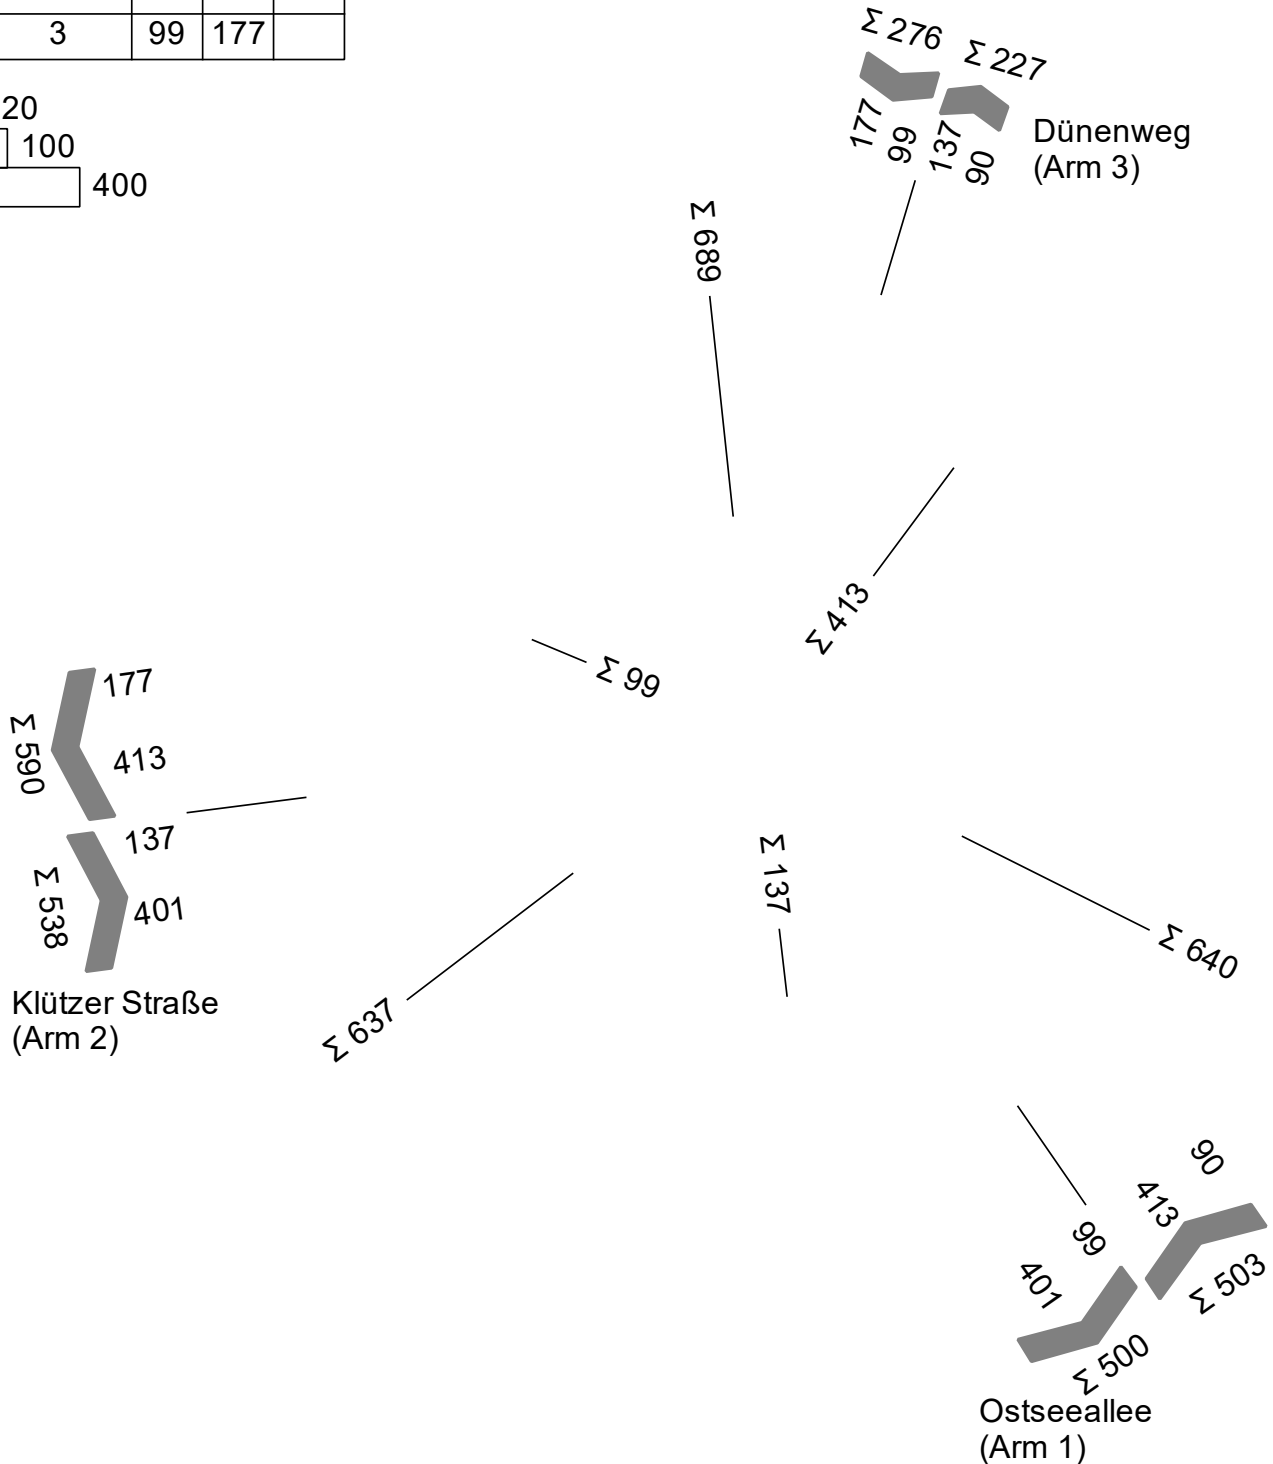 3 99 177
20
100
400
Σ 276
Σ 227
177
99
137
90
Dünenweg
(Arm 3)
Σ 689
Σ 413
Σ 99
177
Σ 590
413
137
Σ 538
401
Klützer Straße
(Arm 2)
Σ 137
Σ 640
Σ 637
90
413
99
401
Σ 503
Σ 500
Ostseeallee
(Arm 1)